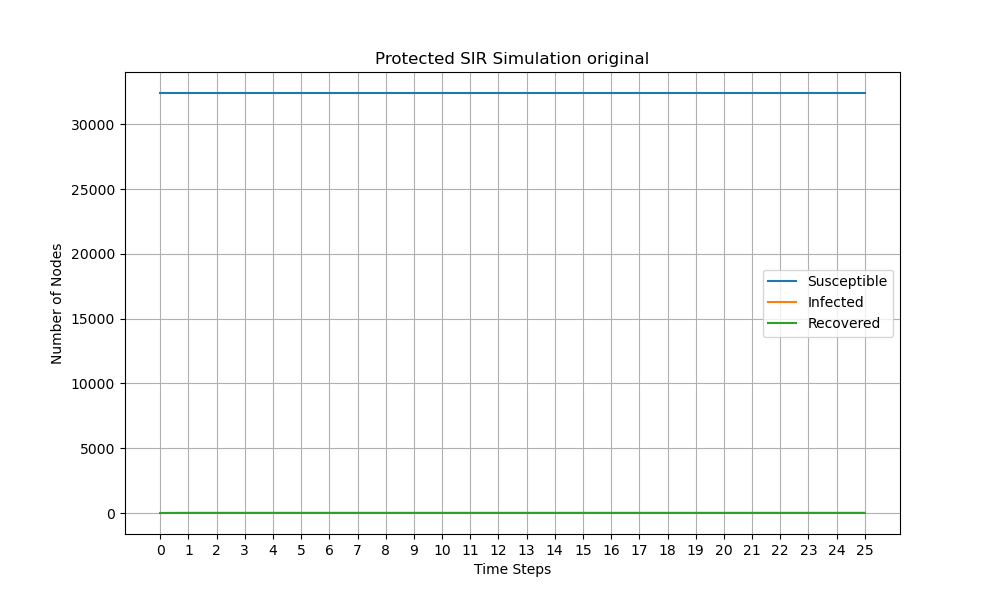 Protected SIR Simulation original
Number of Nodes
30000
25000
20000
15000
10000
5000
0
Susceptible
Infected
Recovered
0 1 2 3 4 5 6 7 8 9 10 11 12 13 14 15 16 17 18 19 20 21 22 23 24 25
Time Steps